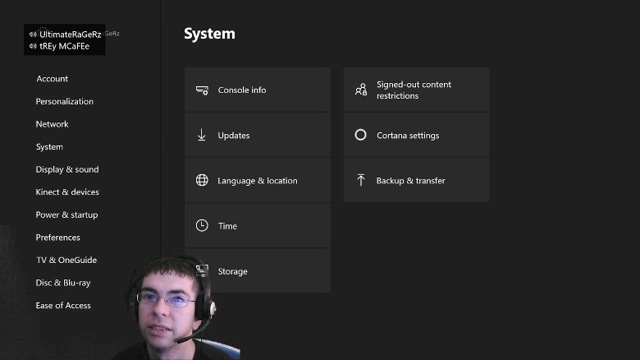 UltimateRaGeRz
tREy MCaFEe
System
Account
Personalization
Network
System
Display & sound
Kinect & devices
Power & startup
Preferences
TV & OneGuide
Disc & Blu-ray
Ease of Access
Console info
Updates
Language & location
Time
Storage
Signed-out content
restrictions
Cortana settings
Backup & transfer